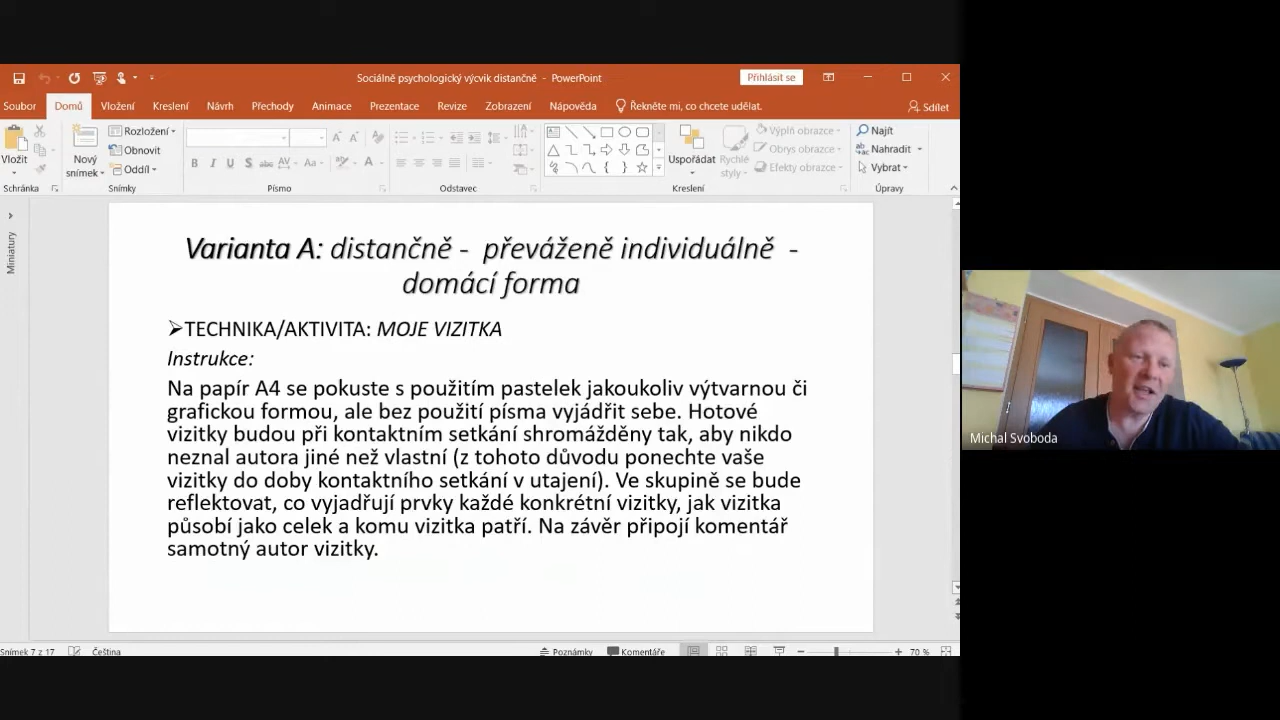 Sociálně psychologický výcvik distančně - PowerPoint
Přihlásit se
Soubor Domů Vložení Kreslení Návrh Přechody Animace Prezentace Revize Zobrazení Nápověda Řekněte mi, co chcete udělat. Sdílet
Vložit
Nový snímek
Rozložení
Obnovit
Oddíl
B I U S abc AV Aa A
Uspořádat
Rychlé styly
Výplň obrazce
Obrys obrazce
Efekty obrazce
Najít
Nahradit
Vybrat
Schránka Snímky Písmo Odstavec Kreslení Úpravy
Miniatury
Varianta A: distančně - převáženě individuálně -
domácí forma
➢TECHNIKA/AKTIVITA: MOJE VIZITKA
Instrukce:
Na papír A4 se pokuste s použitím pastelek jakoukoliv výtvarnou či
grafickou formou, ale bez použití písma vyjádřit sebe. Hotové
vizitky budou při kontaktním setkání shromážděny tak, aby nikdo
neznal autora jiné než vlastní (z tohoto důvodu ponechte vaše
vizitky do doby kontaktního setkání v utajení). Ve skupině se bude
reflektovat, co vyjadřují prvky každé konkrétní vizitky, jak vizitka
působí jako celek a komu vizitka patří. Na závěr připojí komentář
samotný autor vizitky.
Michal Svoboda
Snímek 7 z 17 Čeština Poznámky Komentáře 70 %